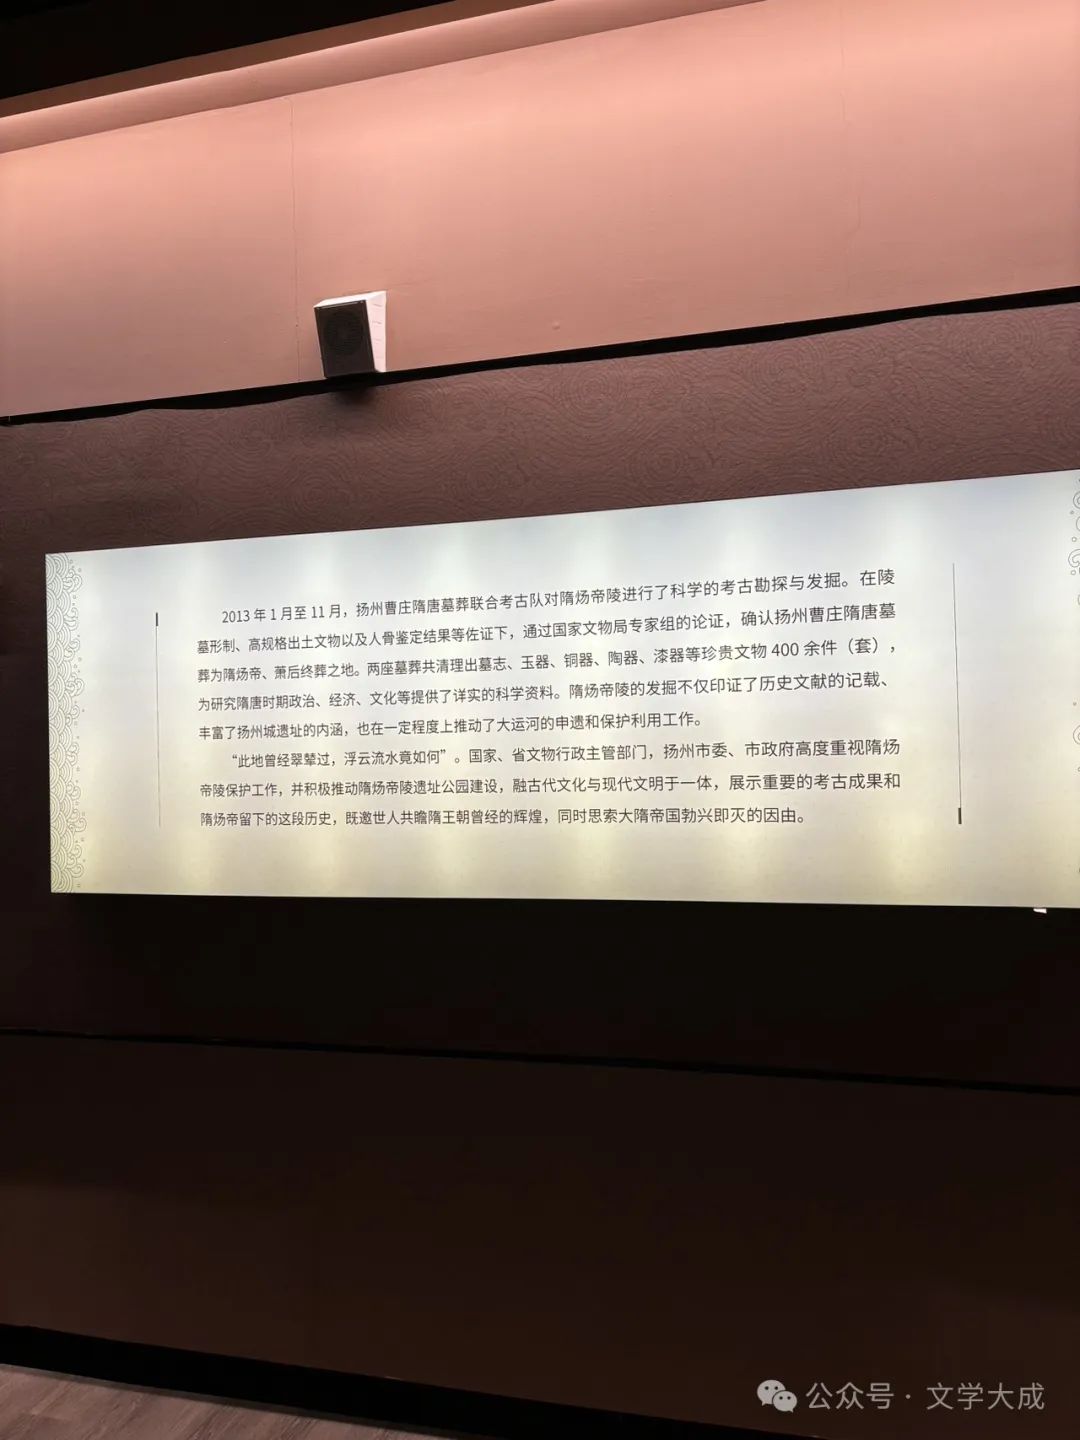 2013 年 1 月至 11 月，扬州曹庄隋唐墓葬联合考古队对隋炀帝陵进行了科学的考古勘探与发掘。在陵
墓形制、高规格出土文物以及人骨鉴定结果等佐证下，通过国家文物局专家组的论证，确认扬州曹庄隋唐墓
葬为隋炀帝、萧后终葬之地。两座墓葬共清理出墓志、玉器、铜器、陶器、漆器等珍贵文物 400 余件（套），
为研究隋唐时期政治、经济、文化等提供了详实的科学资料。隋炀帝陵的发掘不仅印证了历史文献的记载、
丰富了扬州城遗址的内涵，也在一定程度上推动了大运河的申遗和保护利用工作。
“此地曾经翠辇过，浮云流水竟如何”。国家、省文物行政主管部门，扬州市委、市政府高度重视隋炀
帝陵保护工作，并积极推动隋炀帝陵遗址公园建设，融古代文化与现代文明于一体，展示重要的考古成果和
隋炀帝留下的这段历史，既邀世人共瞻隋王朝曾经的辉煌，同时思索大隋帝国勃兴即灭的因由。
公众号 · 文学大成